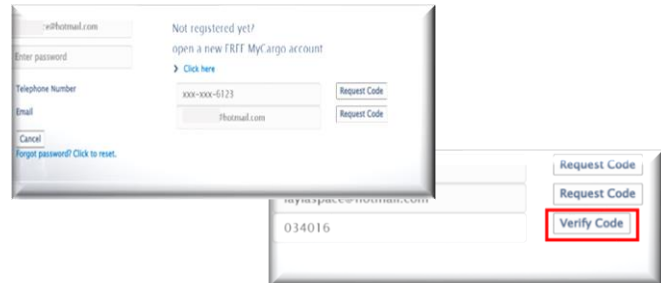 e@hotmail.com
Not registered yet?
open a new FREE MyCargo account
Enter password
Click here
Telephone Number
xxx-xxx-6123
Request Code
Email
?hotmail.com
Request Code
Cancel
Forgot password? Click to reset.
Request Code
laylaspace@hotmail.com
Request Code
034016
Verify Code